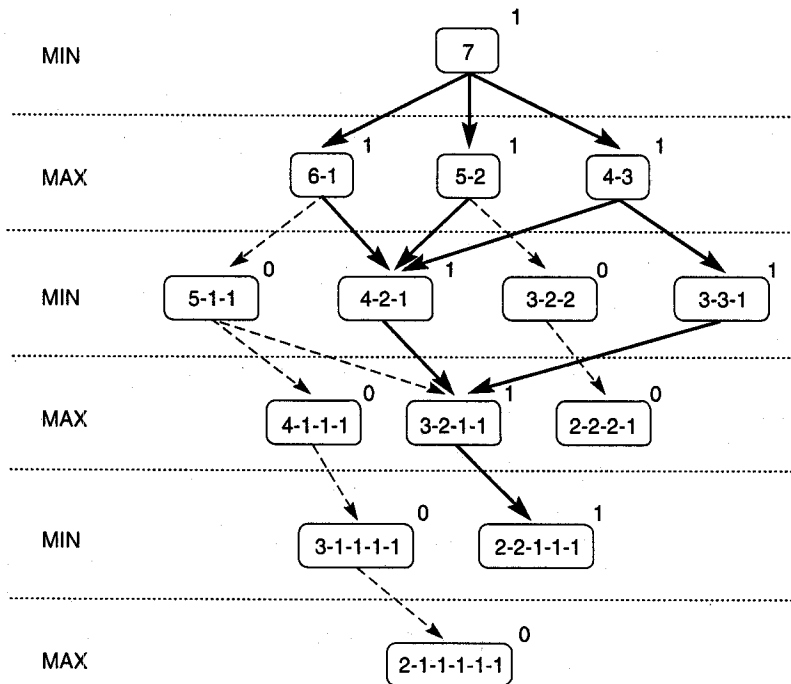 1
MIN 7
1 1 1
MAX 6-1 5-2 4-3
0 1 0 1
MIN 5-1-1 4-2-1 3-2-2 3-3-1
0 1 0
MAX 4-1-1-1 3-2-1-1 2-2-2-1
0 1
MIN 3-1-1-1-1 2-2-1-1-1
0
MAX 2-1-1-1-1-1